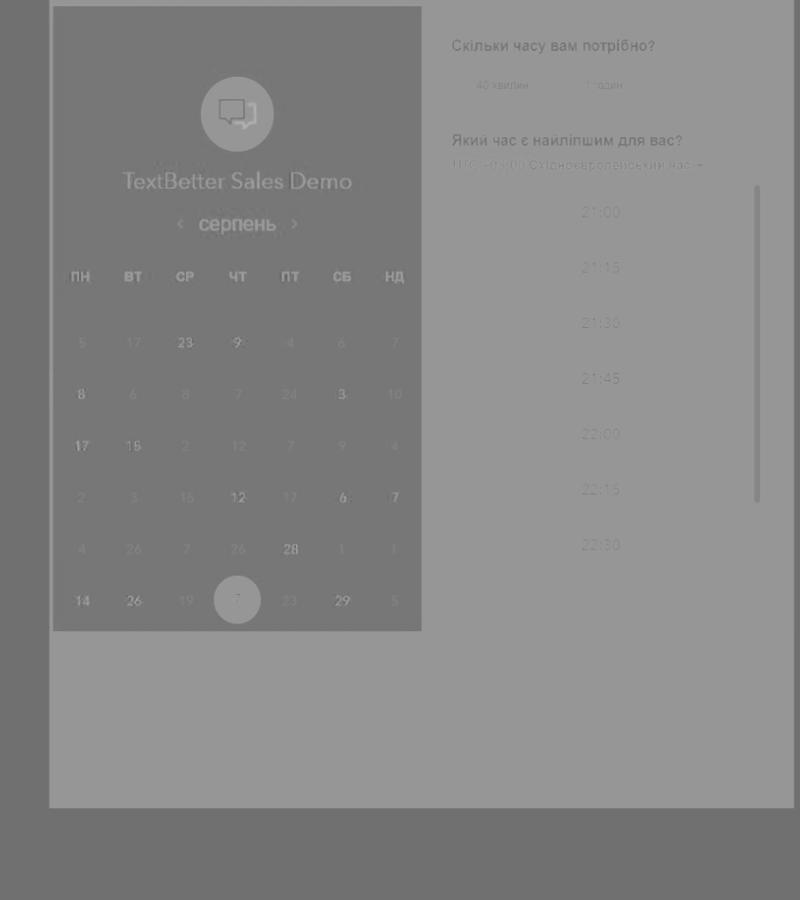 TextBetter Sales Demo
‹ серпень ›
ПН ВТ СР ЧТ ПТ СБ НД
5 17 23 9 4 6 7
8 6 8 7 24 3 10
17 15 2 12 7 9 4
2 3 15 12 17 6 7
4 26 7 26 28 1 1
14 26 19 7 23 29 5
Скільки часу вам потрібно?
40 хвилин годин
Який час є найліпшим для вас?
Східноєвропейський час
21:00
21:15
21:30
21:45
22:00
22:15
22:30